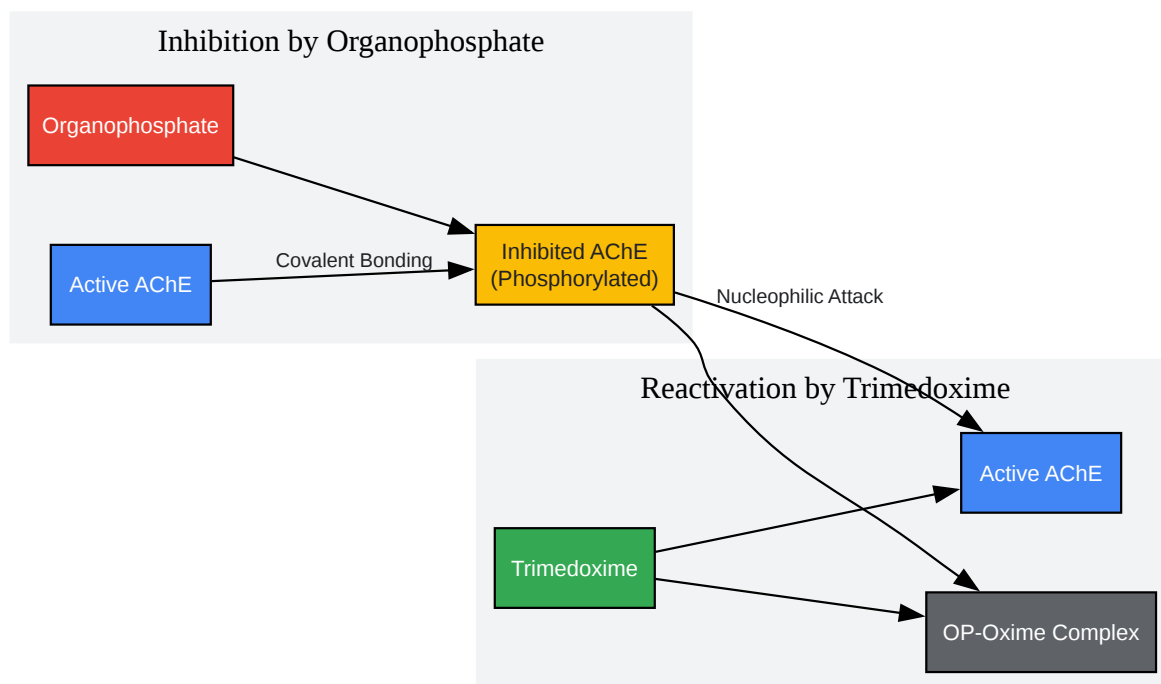 Inhibition by Organophosphate
Organophosphate
Active AChE
Covalent Bonding
Inhibited AChE
(Phosphorylated)
Nucleophilic Attack
Reactivation by Trimedoxime
Active AChE
Trimedoxime
OP-Oxime Complex